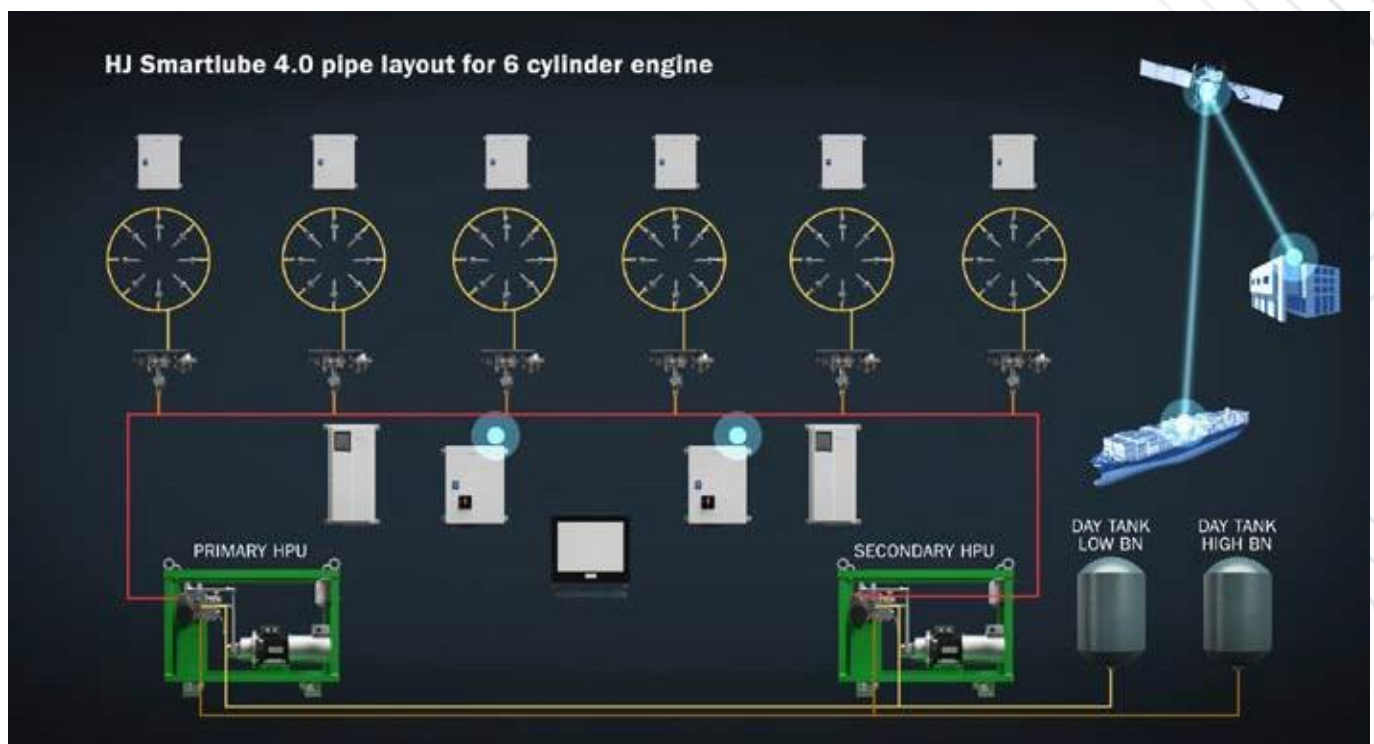 HJ Smartlube 4.0 pipe layout for 6 cylinder engine
PRIMARY HPU
SECONDARY HPU
DAY TANK
LOW BN
DAY TANK
HIGH BN